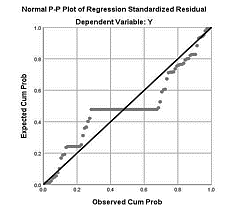 Normal P-P Plot of Regression Standardized Residual
Dependent Variable: Y
Expected Cum Prob
1.0
0.8
0.6
0.4
0.2
0.0
0.0 0.2 0.4 0.6 0.8 1.0
Observed Cum Prob